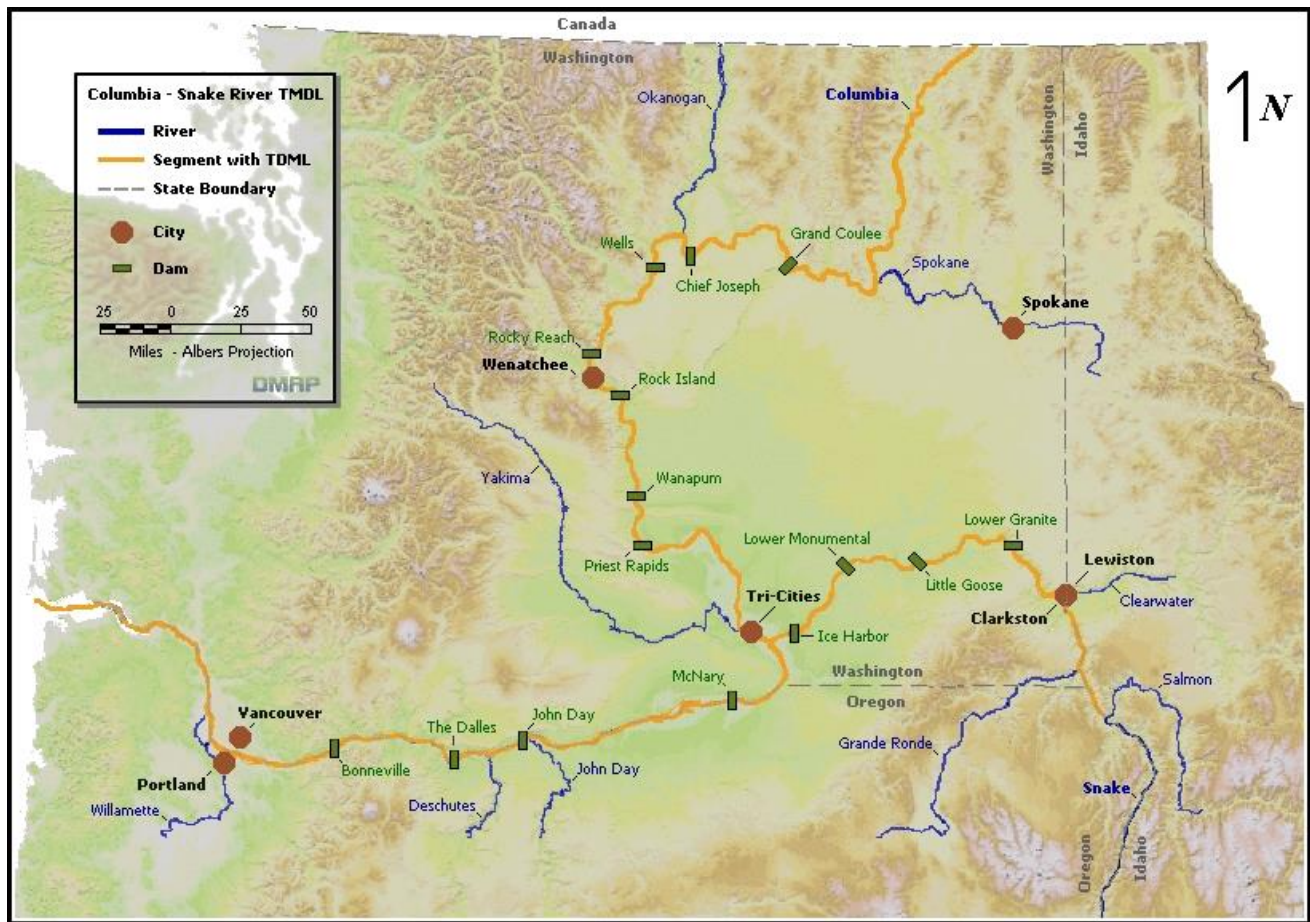 Canada
Washington
Columbia - Snake River TMDL
River
Segment with TDML
State Boundary
City
Dam
25 0 25 50
Miles - Albers Projection
DMAP
Okanogan
Columbia
Washington
Idaho
N
Wells
Grand Coulee
Chief Joseph
Spokane
Spokane
Rocky Reach
Wenatchee
Rock Island
Yakima
Wanapum
Priest Rapids
Lower Monumental
Lower Granite
Little Goose
Lewiston
Clearwater
Clarkston
Tri-Cities
Ice Harbor
McNary
Washington
Oregon
Salmon
Vancouver
The Dalles
John Day
Grande Ronde
Bonneville
John Day
Portland
Willamette
Deschutes
Snake
Oregon
Idaho